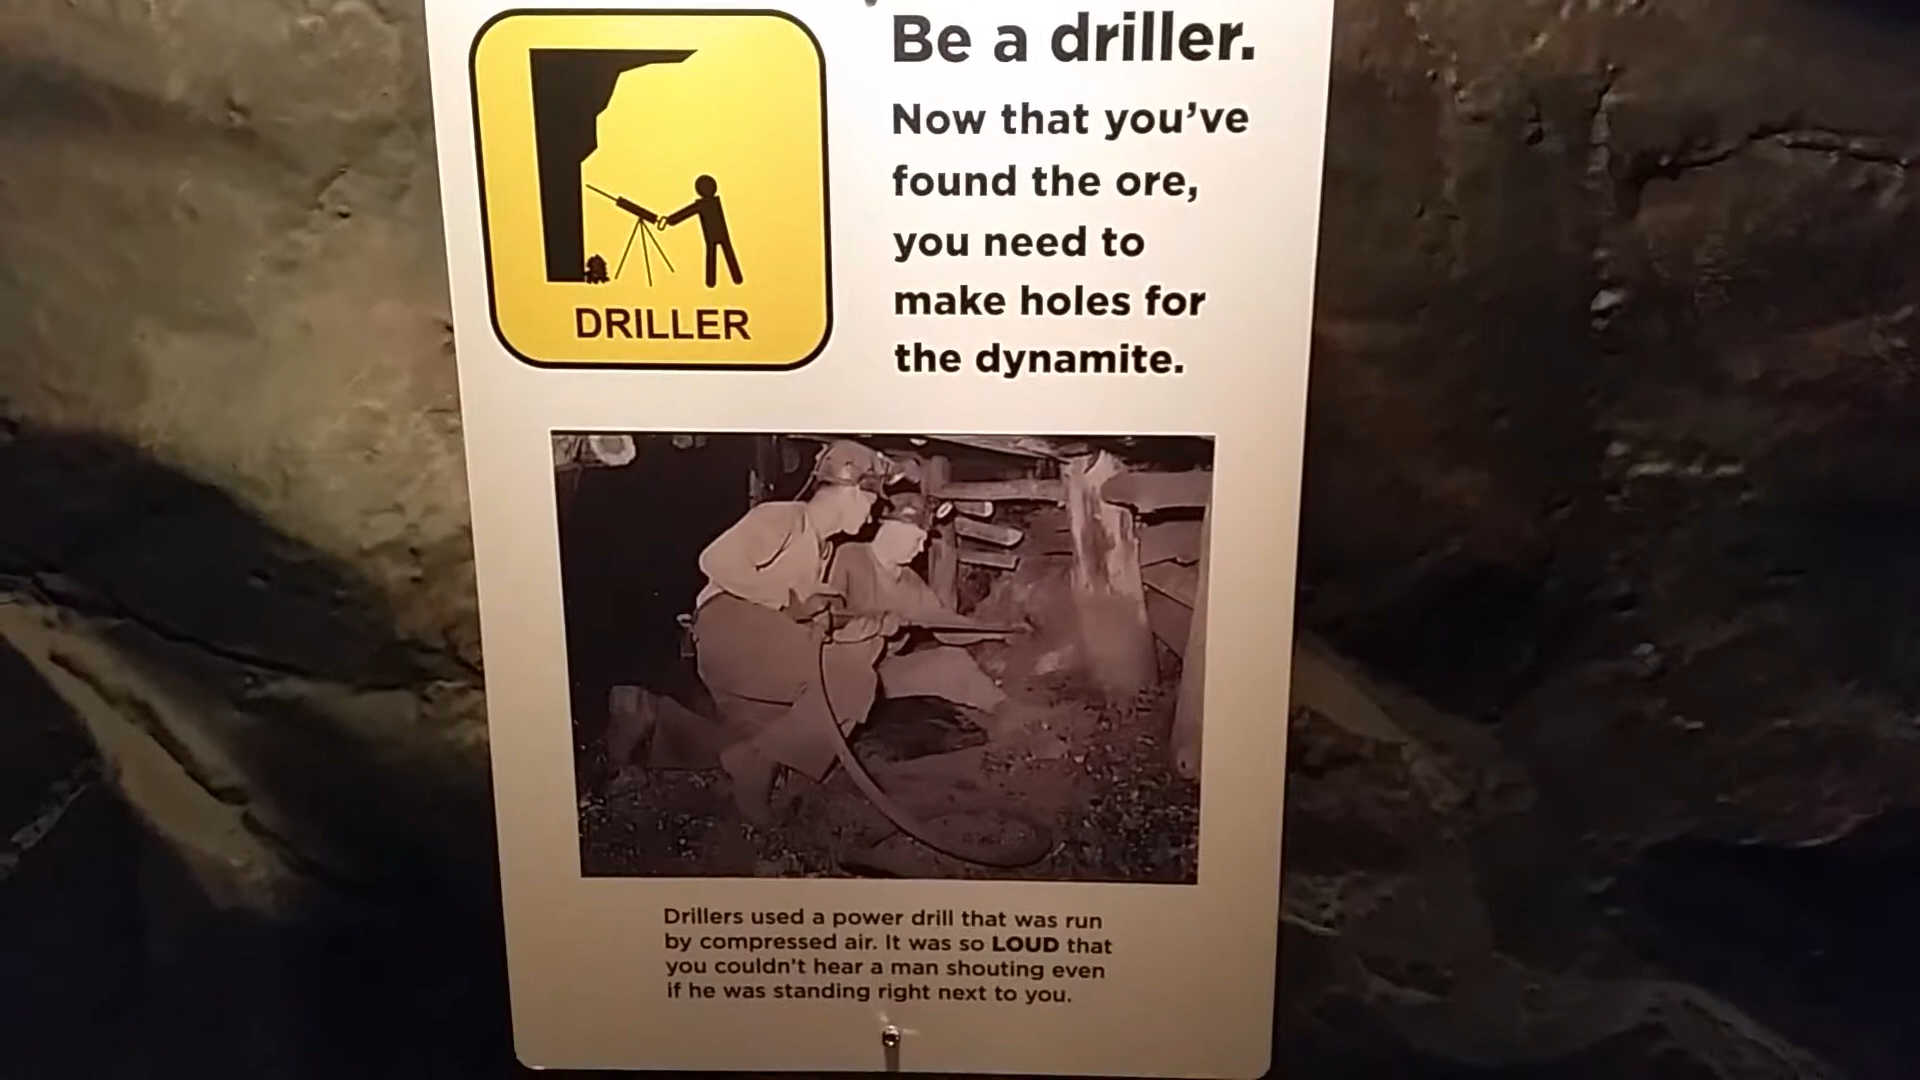 DRILLER
Be a driller.
Now that you've
found the ore,
you need to
make holes for
the dynamite.
Drillers used a power drill that was run
by compressed air. It was so LOUD that
you couldn't hear a man shouting even
if he was standing right next to you.